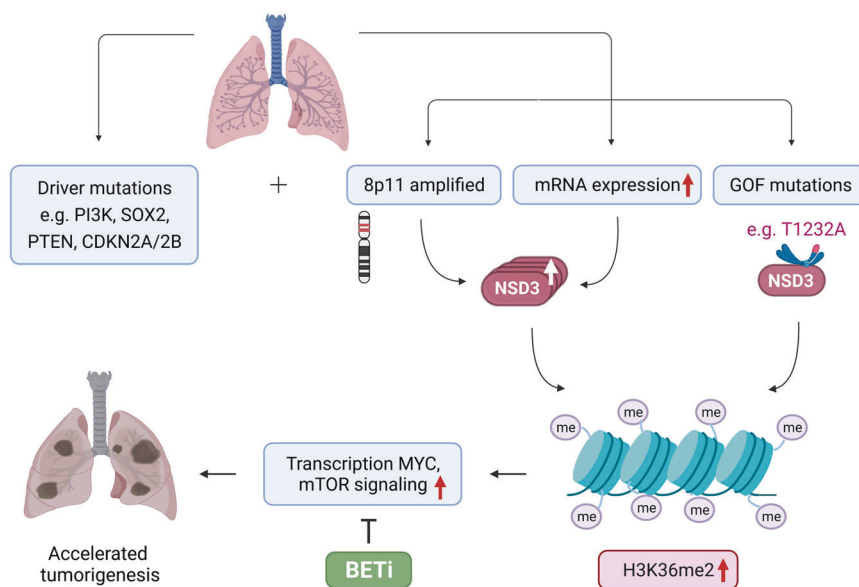 Driver mutations
e.g. PI3K, SOX2,
PTEN, CDKN2A/2B
+
8p11 amplified
mRNA expression
GOF mutations
e.g. T1232A
NSD3
NSD3
me
me
me
me
me
me
me
me
H3K36me2
Transcription MYC,
mTOR signaling
BETi
Accelerated
tumorigenesis